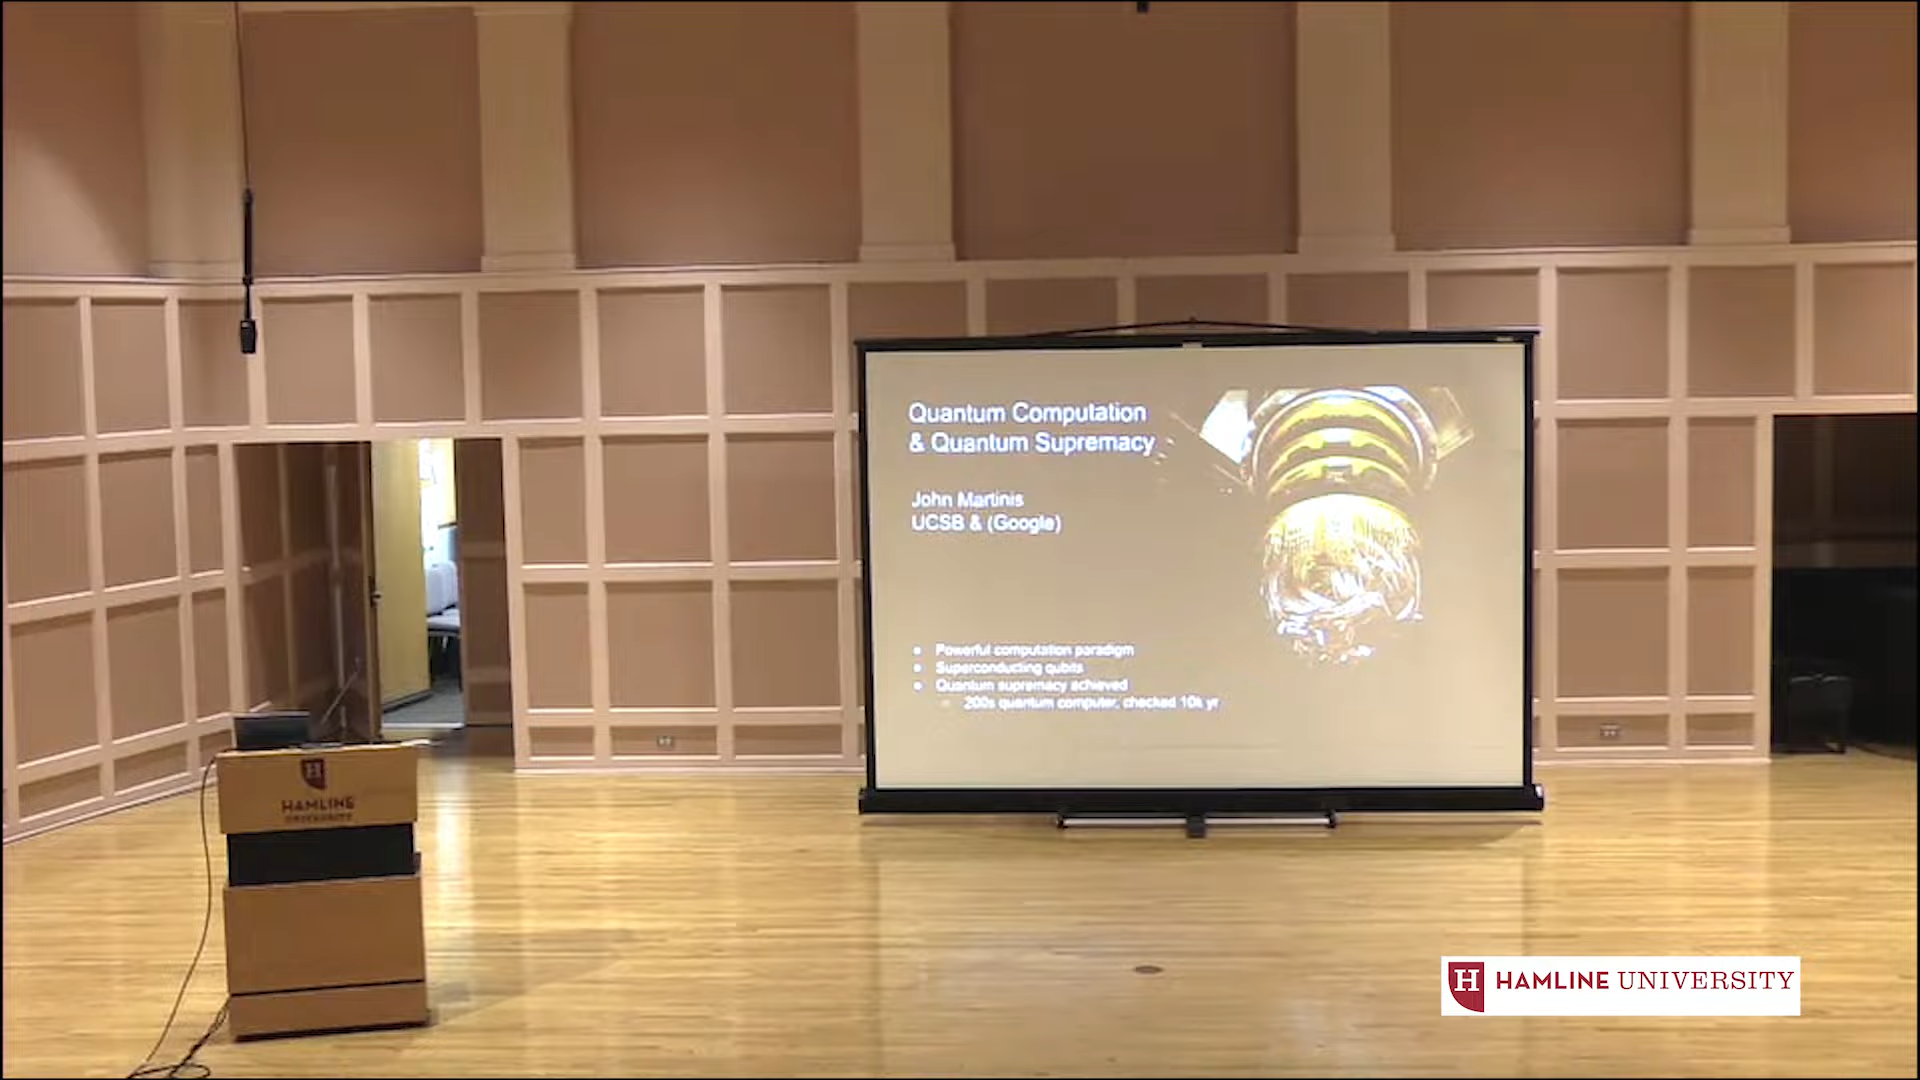 Quantum Computation
& Quantum Supremacy
John Martinis
UCSB & (Google)
• Powerful computation paradigm
• Superconducting qubits
• Quantum supremacy achieved
200s quantum computer, checked 10k yr
H
HAMLINE
UNIVERSITY
H HAMLINE UNIVERSITY